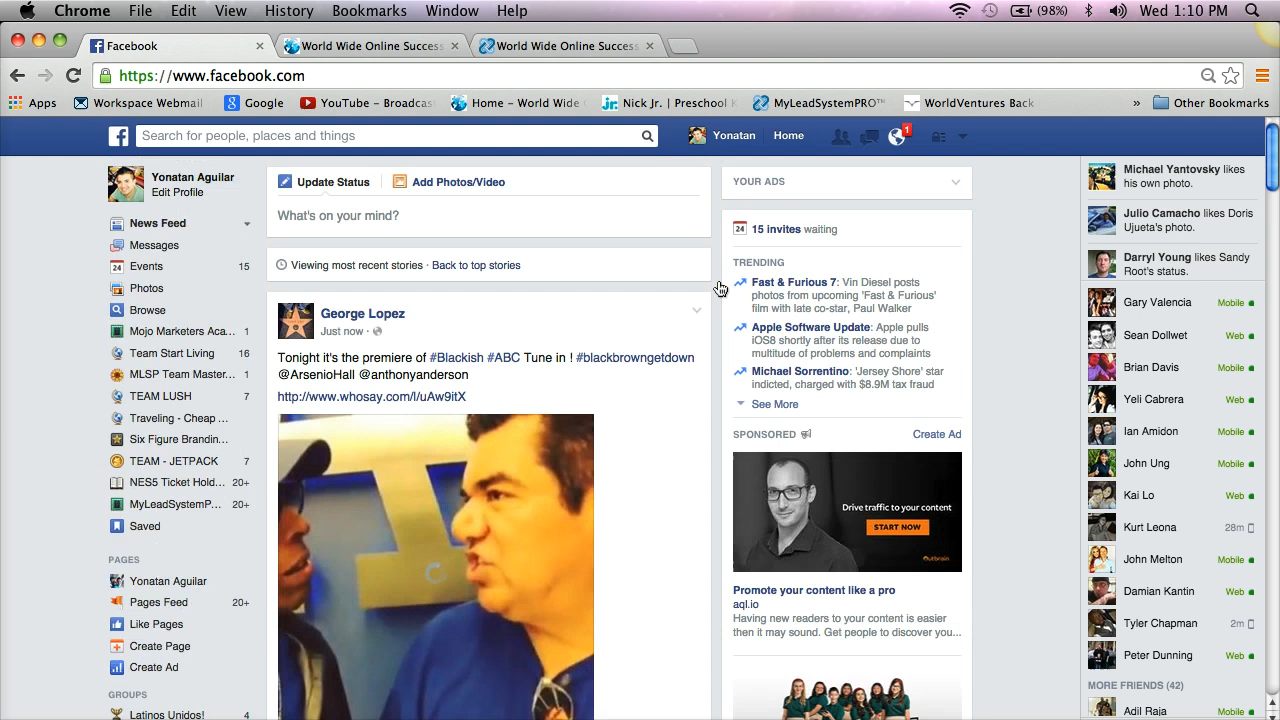 Chrome File Edit View History Bookmarks Window Help (98%) Wed 1:10 PM
Facebook World Wide Online Success World Wide Online Success
https://www.facebook.com
Apps Workspace Webmail Google YouTube – Broadcas Home – World Wide Nick Jr. | Preschool MyLeadSystemPRO™ WorldVentures Back » Other Bookmarks
Search for people, places and things Yonatan Home 1
Yonatan Aguilar
Edit Profile
News Feed
Messages
Events 15
Photos
Browse
Mojo Marketers Aca... 1
Team Start Living 16
MLSP Team Master... 1
TEAM LUSH 7
Traveling - Cheap ...
Six Figure Brandin...
TEAM - JETPACK 7
NES5 Ticket Hold... 20+
MyLeadSystemP... 20+
Saved
PAGES
Yonatan Aguilar
Pages Feed 20+
Like Pages
Create Page
Create Ad
GROUPS
Latinos Unidos! 4
Update Status Add Photos/Video
What's on your mind?
Viewing most recent stories · Back to top stories
George Lopez
Just now ·
Tonight it's the premiere of #Blackish #ABC Tune in ! #blackbrowngetdown
@ArsenioHall @anthonyanderson
http://www.whosay.com/l/uAw9itX
YOUR ADS
24 15 invites waiting
TRENDING
Fast & Furious 7: Vin Diesel posts
photos from upcoming 'Fast & Furious'
film with late co-star, Paul Walker
Apple Software Update: Apple pulls
iOS8 shortly after its release due to
multitude of problems and complaints
Michael Sorrentino: 'Jersey Shore' star
indicted, charged with $8.9M tax fraud
See More
SPONSORED Create Ad
Drive traffic to your content
START NOW
Outbrain
Promote your content like a pro
aql.io
Having new readers to your content is easier
then it may sound. Get people to discover you...
Michael Yantovsky likes
his own photo.
Julio Camacho likes Doris
Ujueta's photo.
Darryl Young likes Sandy
Root's status.
Gary Valencia Mobile
Sean Dollwet Web
Brian Davis Mobile
Yeli Cabrera Web
Ian Amidon Mobile
John Ung Mobile
Kai Lo Web
Kurt Leona 28m
John Melton Mobile
Damian Kantin Web
Tyler Chapman 2m
Peter Dunning Web
MORE FRIENDS (42)
Adil Raja Mobile